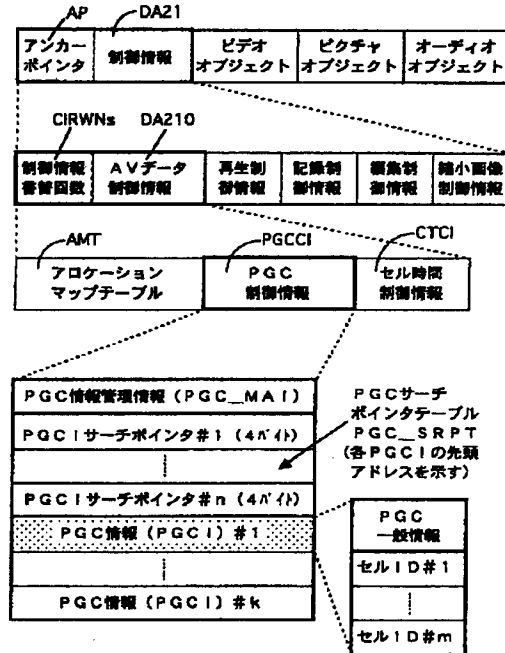 AP
DA21
アンカー
ポインタ
制御情報
ビデオ
オブジェクト
ピクチャ
オブジェクト
オーディオ
オブジェクト
CIRWNs
DA210
制御情報
書替回数
AVデータ
制御情報
再生制
御情報
記録制
御情報
編集制
御情報
縮小画像
制御情報
AMT
PGCCI
CTCI
アロケーション
マップテーブル
PGC
制御情報
セル時間
制御情報
PGC情報管理情報(PGC_MAI)
PGCIサーチポインタ#1(4バイト)
PGCIサーチポインタ#n(4バイト)
PGC情報(PGCI)#1
PGC情報(PGCI)#k
PGCサーチ
ポインタテーブル
PGC_SRPT
(各PGCIの先頭
アドレスを示す)
PGC
一般情報
セルID#1
セルID#m